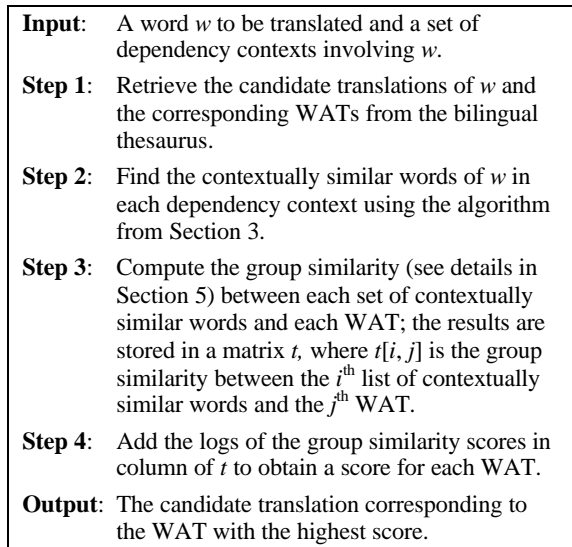 Input: A word w to be translated and a set of
dependency contexts involving w.
Step 1: Retrieve the candidate translations of w and
the corresponding WATs from the bilingual
thesaurus.
Step 2: Find the contextually similar words of w in
each dependency context using the algorithm
from Section 3.
Step 3: Compute the group similarity (see details in
Section 5) between each set of contextually
similar words and each WAT; the results are
stored in a matrix t, where t[i, j] is the group
similarity between the iᵗʰ list of contextually
similar words and the jᵗʰ WAT.
Step 4: Add the logs of the group similarity scores in
column of t to obtain a score for each WAT.
Output: The candidate translation corresponding to
the WAT with the highest score.